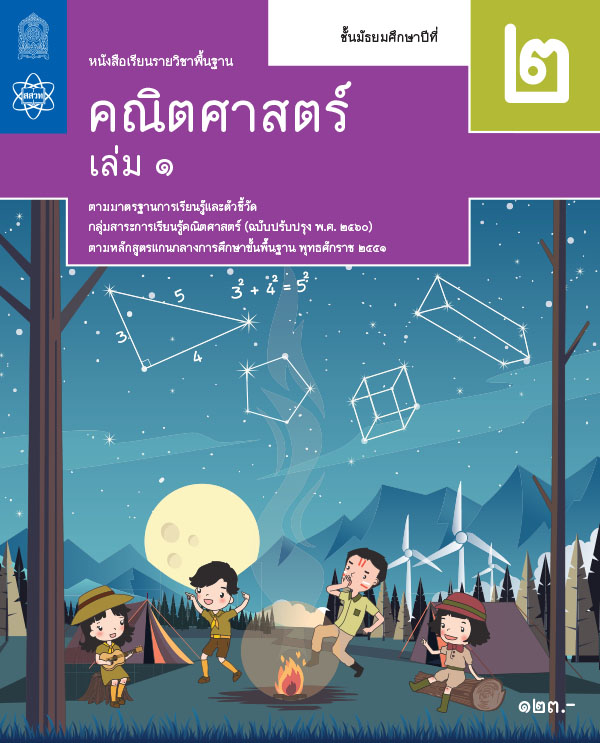 ชั้นมัธยมศึกษาปีที่
๒
หนังสือเรียนรายวิชาพื้นฐาน
สสวท
คณิตศาสตร์
เล่ม ๑
ตามมาตรฐานการเรียนรู้และตัวชี้วัด
กลุ่มสาระการเรียนรู้คณิตศาสตร์ (ฉบับปรับปรุง พ.ศ. ๒๕๖๐)
ตามหลักสูตรแกนกลางการศึกษาขั้นพื้นฐาน พุทธศักราช ๒๕๕๑
3² + 4² = 5²
5
3
4
๑๒๓.-